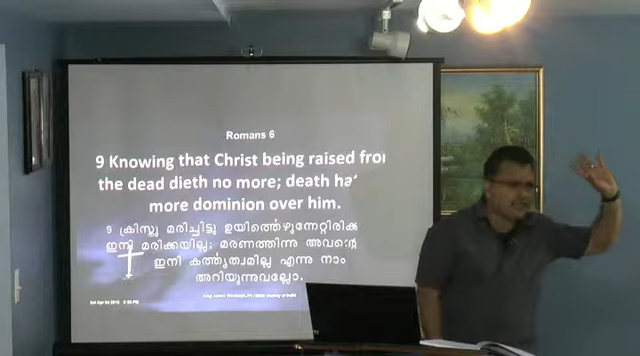 Romans 6
9 Knowing that Christ being raised from
the dead dieth no more; death ha
more dominion over him.
9 ക്രിസ്തു മരിച്ചിട്ടു ഉയിർത്തെഴുന്നേറ്റിരിക്ക
ഇനി മരിക്കയില്ല; മരണത്തിന്നു അവന്റെ
ഇനി കർത്തൃത്വമില്ല എന്നു നാം
അറിയുന്നുവല്ലോ.